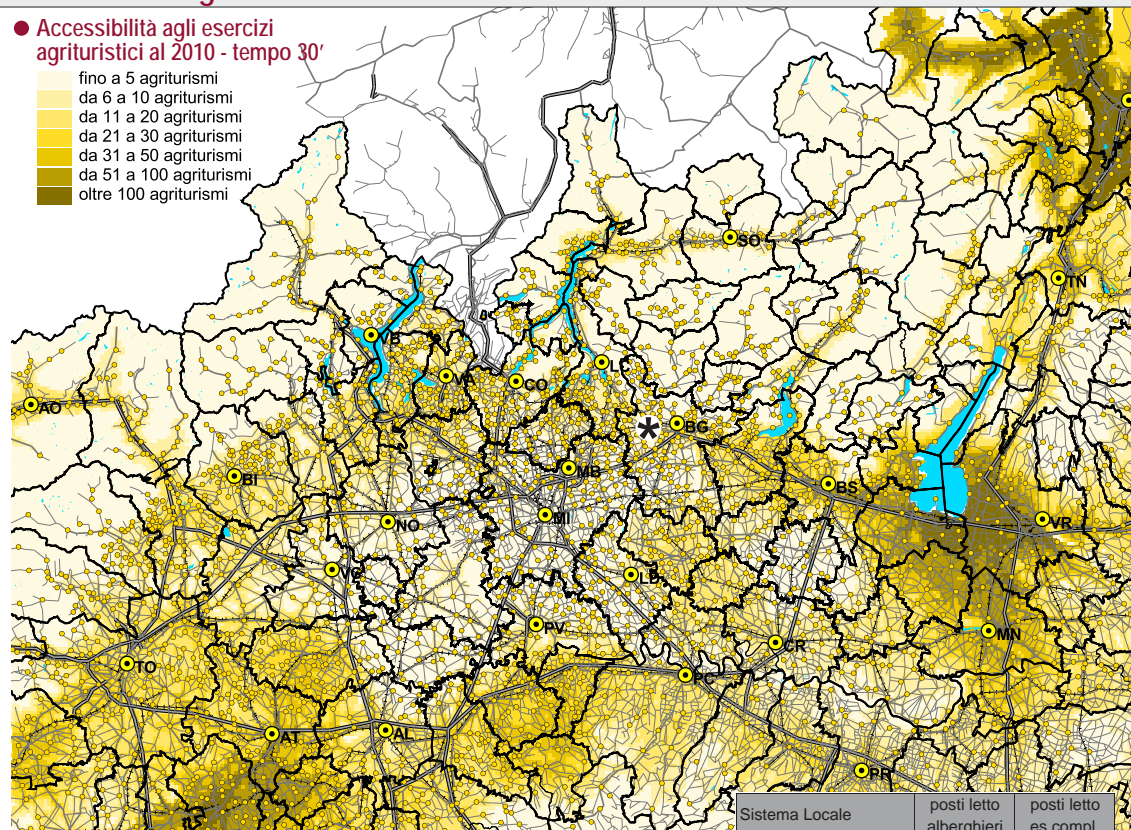 ● Accessibilità agli esercizi
agrituristici al 2010 - tempo 30'
fino a 5 agriturismi
da 6 a 10 agriturismi
da 11 a 20 agriturismi
da 21 a 30 agriturismi
da 31 a 50 agriturismi
da 51 a 100 agriturismi
oltre 100 agriturismi
SO
TN
VB
VA
CO
LC
AO
*
BG
BI
MB
BS
NO
MI
VR
VC
LO
PV
MN
CR
TO
PC
AT
AL
PR
Sistema Locale
posti letto
alberghieri
posti letto
es compl